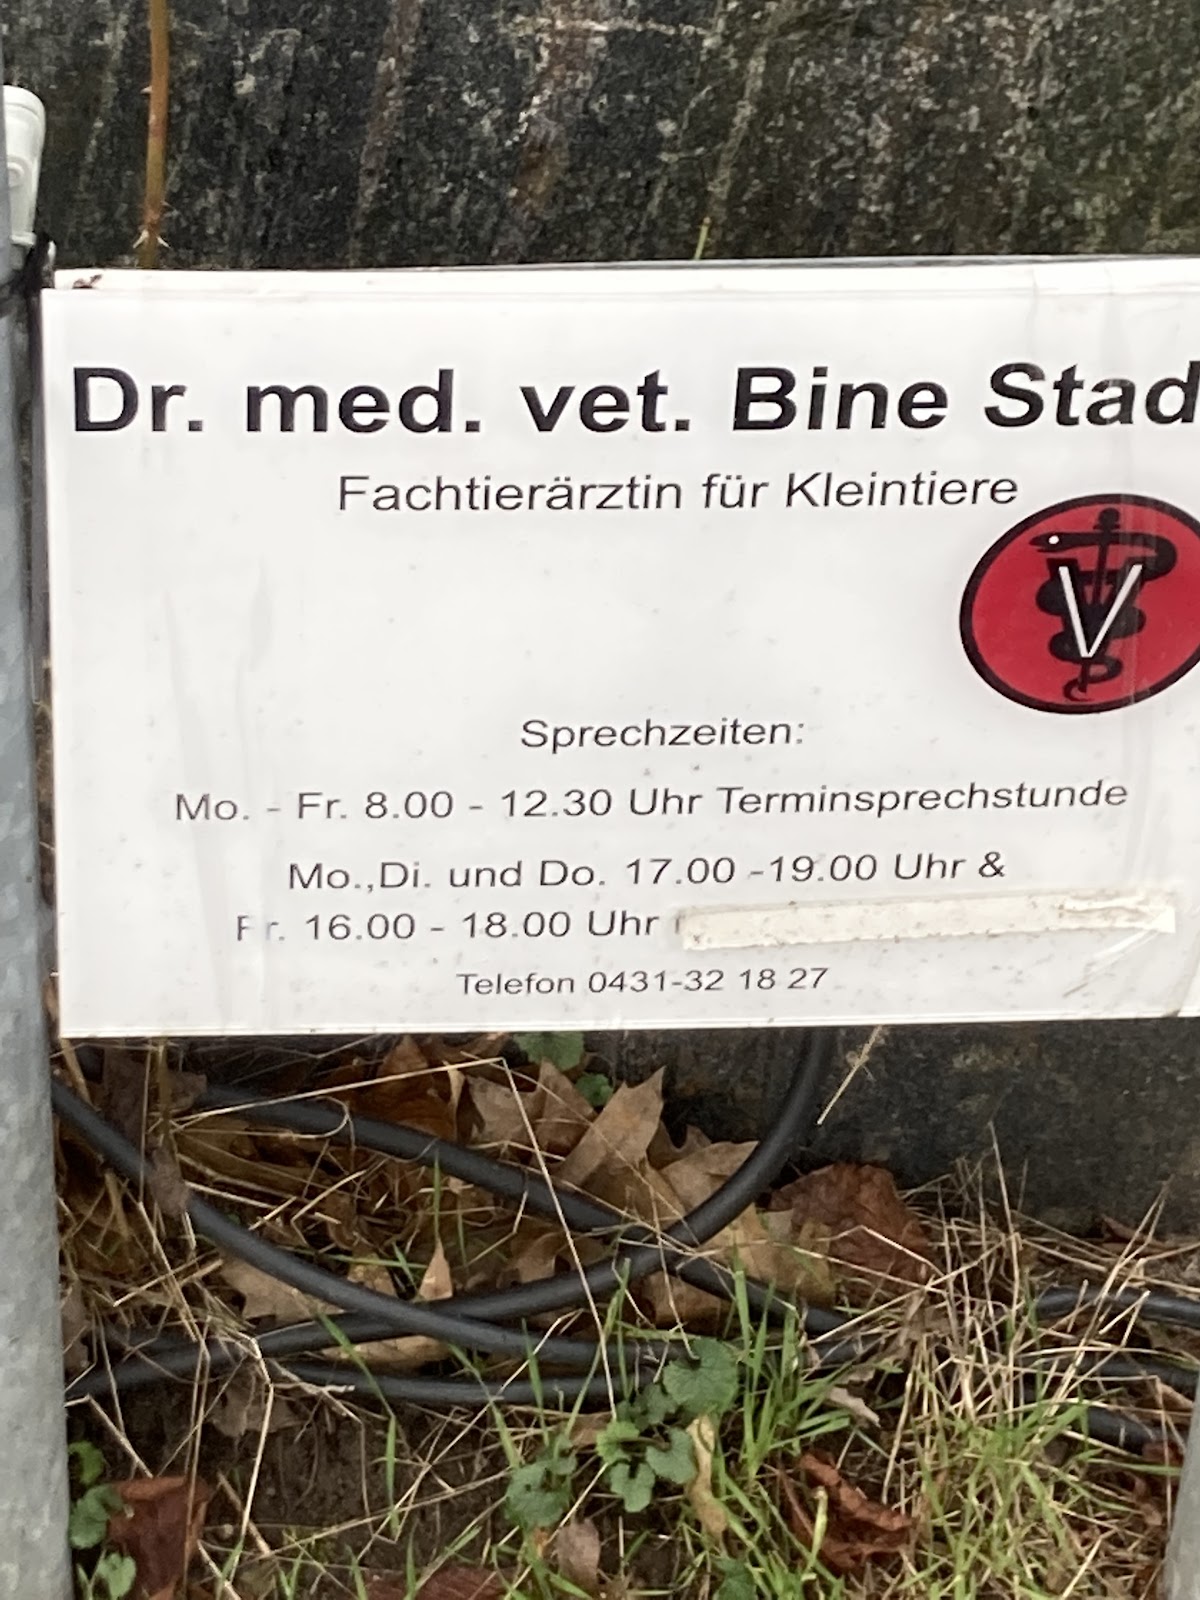 Dr. med. vet. Bine
Fachtierärztin für Kleintiere
V
Sprechzeiten:
Mo. - Fr. 8.00 - 12.30 Uhr Terminsprechstunde
Mo.,Di. und Do. 17.00 -19.00 Uhr &
Fr. 16.00 - 18.00 Uhr
Telefon 0431-32 18 27